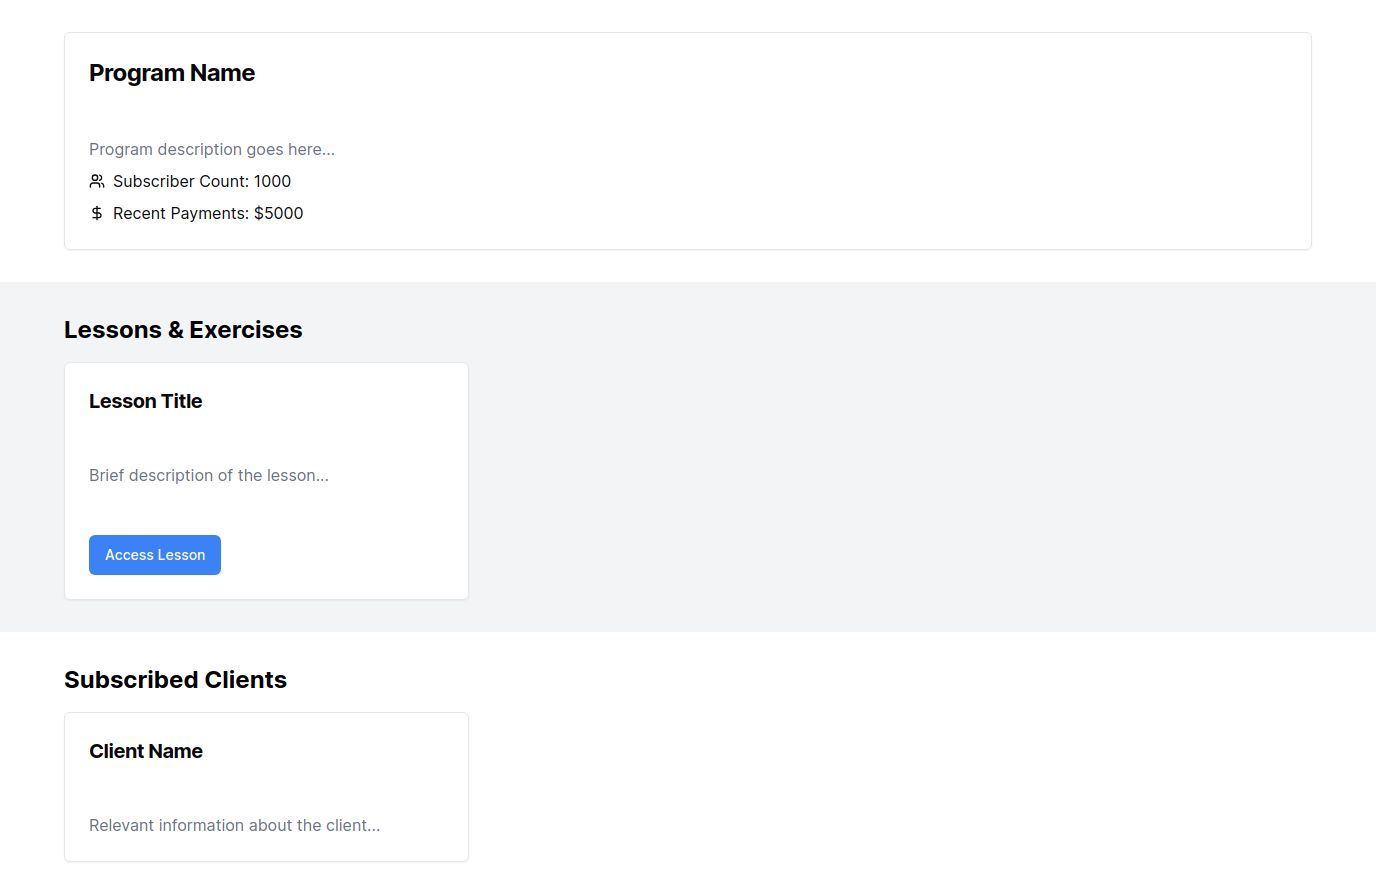 Program Name
Program description goes here...
Subscriber Count: 1000
Recent Payments: $5000
Lessons & Exercises
Lesson Title
Brief description of the lesson...
Access Lesson
Subscribed Clients
Client Name
Relevant information about the client...